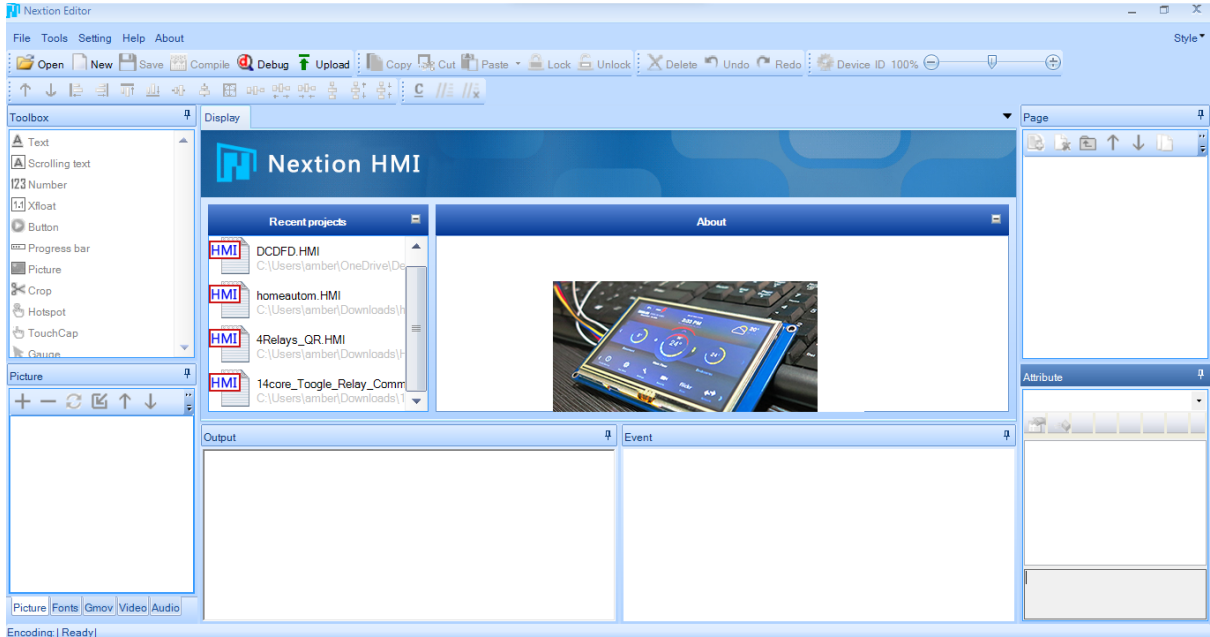 Nextion Editor
File Tools Setting Help About
Style
Open New Save Compile Debug Upload Copy Cut Paste Lock Unlock Delete Undo Redo Device ID 100%
Toolbox
A Text
A Scrolling text
123 Number
1.1 Xfloat
Button
Progress bar
Picture
Crop
Hotspot
TouchCap
Gauge
Picture
Picture Fonts Gmov Video Audio
Display
Nextion HMI
Recent projects
HMI DCDFD.HMI
C:\Users\amber\OneDrive\De
HMI homeautom.HMI
C:\Users\amber\Downloads\h
HMI 4Relays_QR.HMI
C:\Users\amber\Downloads\H
HMI 14core_Toogle_Relay_Comm
C:\Users\amber\Downloads\1
About
Output
Event
Page
Attribute
Encoding:| Ready|